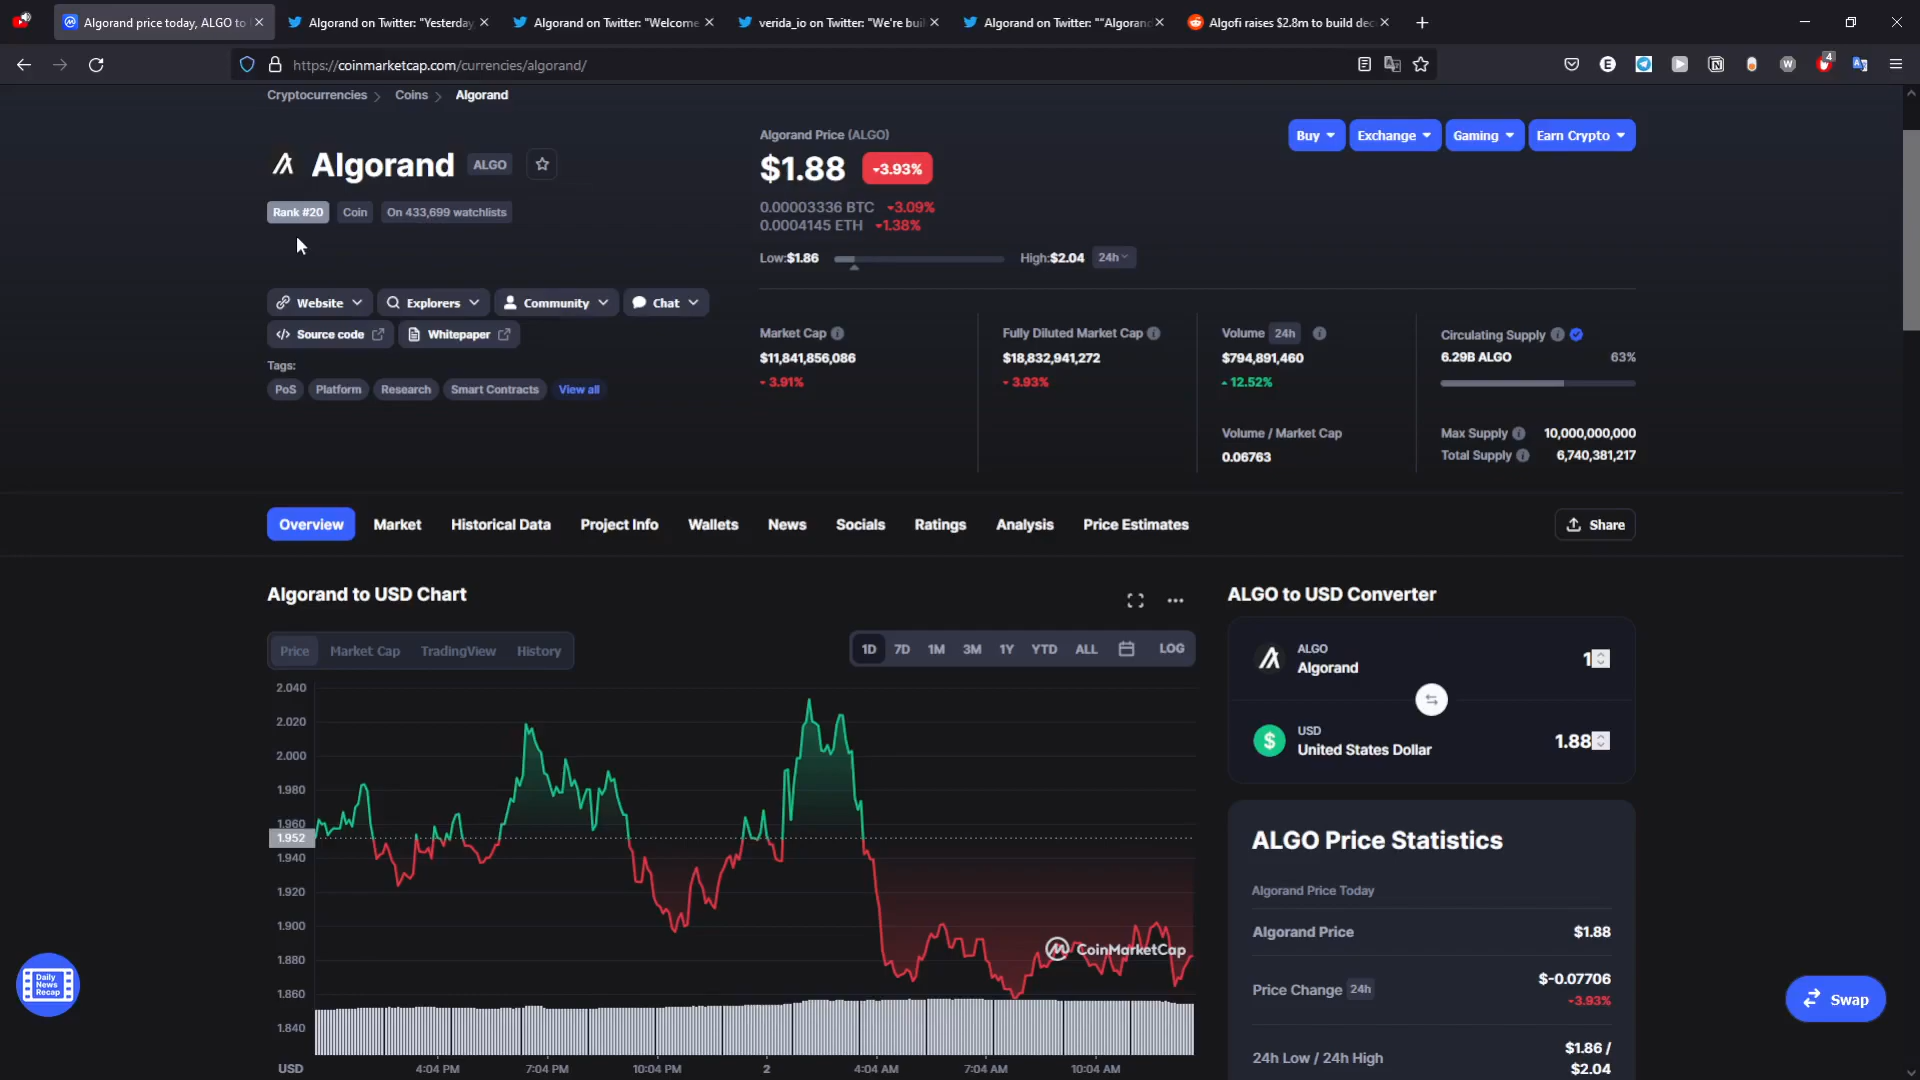 Algorand price today, ALGO to
Algorand on Twitter: "Yesterday,
Algorand on Twitter: "Welcome
verida_io on Twitter: "We're buil
Algorand on Twitter: ""Algoran
Algofi raises $2.8m to build dec
https://coinmarketcap.com/currencies/algorand/
4
Cryptocurrencies
Coins
Algorand
Algorand Price (ALGO)
Buy
Exchange
Gaming
Earn Crypto
Algorand
ALGO
$1.88
-3.93%
Rank #20
Coin
On 433,699 watchlists
0.00003336 BTC
-3.09%
0.0004145 ETH
-1.38%
Low:$1.86
High:$2.04
24h
Website
Explorers
Community
Chat
Source code
Whitepaper
Tags:
PoS
Platform
Research
Smart Contracts
View all
Market Cap
$11,841,856,086
3.91%
Fully Diluted Market Cap
$18,832,941,272
3.93%
Volume
24h
$794,891,460
12.52%
Volume / Market Cap
0.06763
Circulating Supply
6.29B ALGO
63%
Max Supply
10,000,000,000
Total Supply
6,740,381,217
Overview
Market
Historical Data
Project Info
Wallets
News
Socials
Ratings
Analysis
Price Estimates
Share
Algorand to USD Chart
Price
Market Cap
TradingView
History
1D
7D
1M
3M
1Y
YTD
ALL
LOG
2.040
2.020
2.000
1.980
1.960
1.952
1.940
1.920
1.900
1.880
1.860
1.840
CoinMarketCap
USD
4:04 PM
7:04 PM
10:04 PM
2
4:04 AM
7:04 AM
10:04 AM
ALGO to USD Converter
ALGO
Algorand
1
USD
United States Dollar
1.88
ALGO Price Statistics
Algorand Price Today
Algorand Price
$1.88
Price Change
24h
$-0.07706
-3.93%
24h Low / 24h High
$1.86 /
$2.04
Daily
News
Recap
Swap